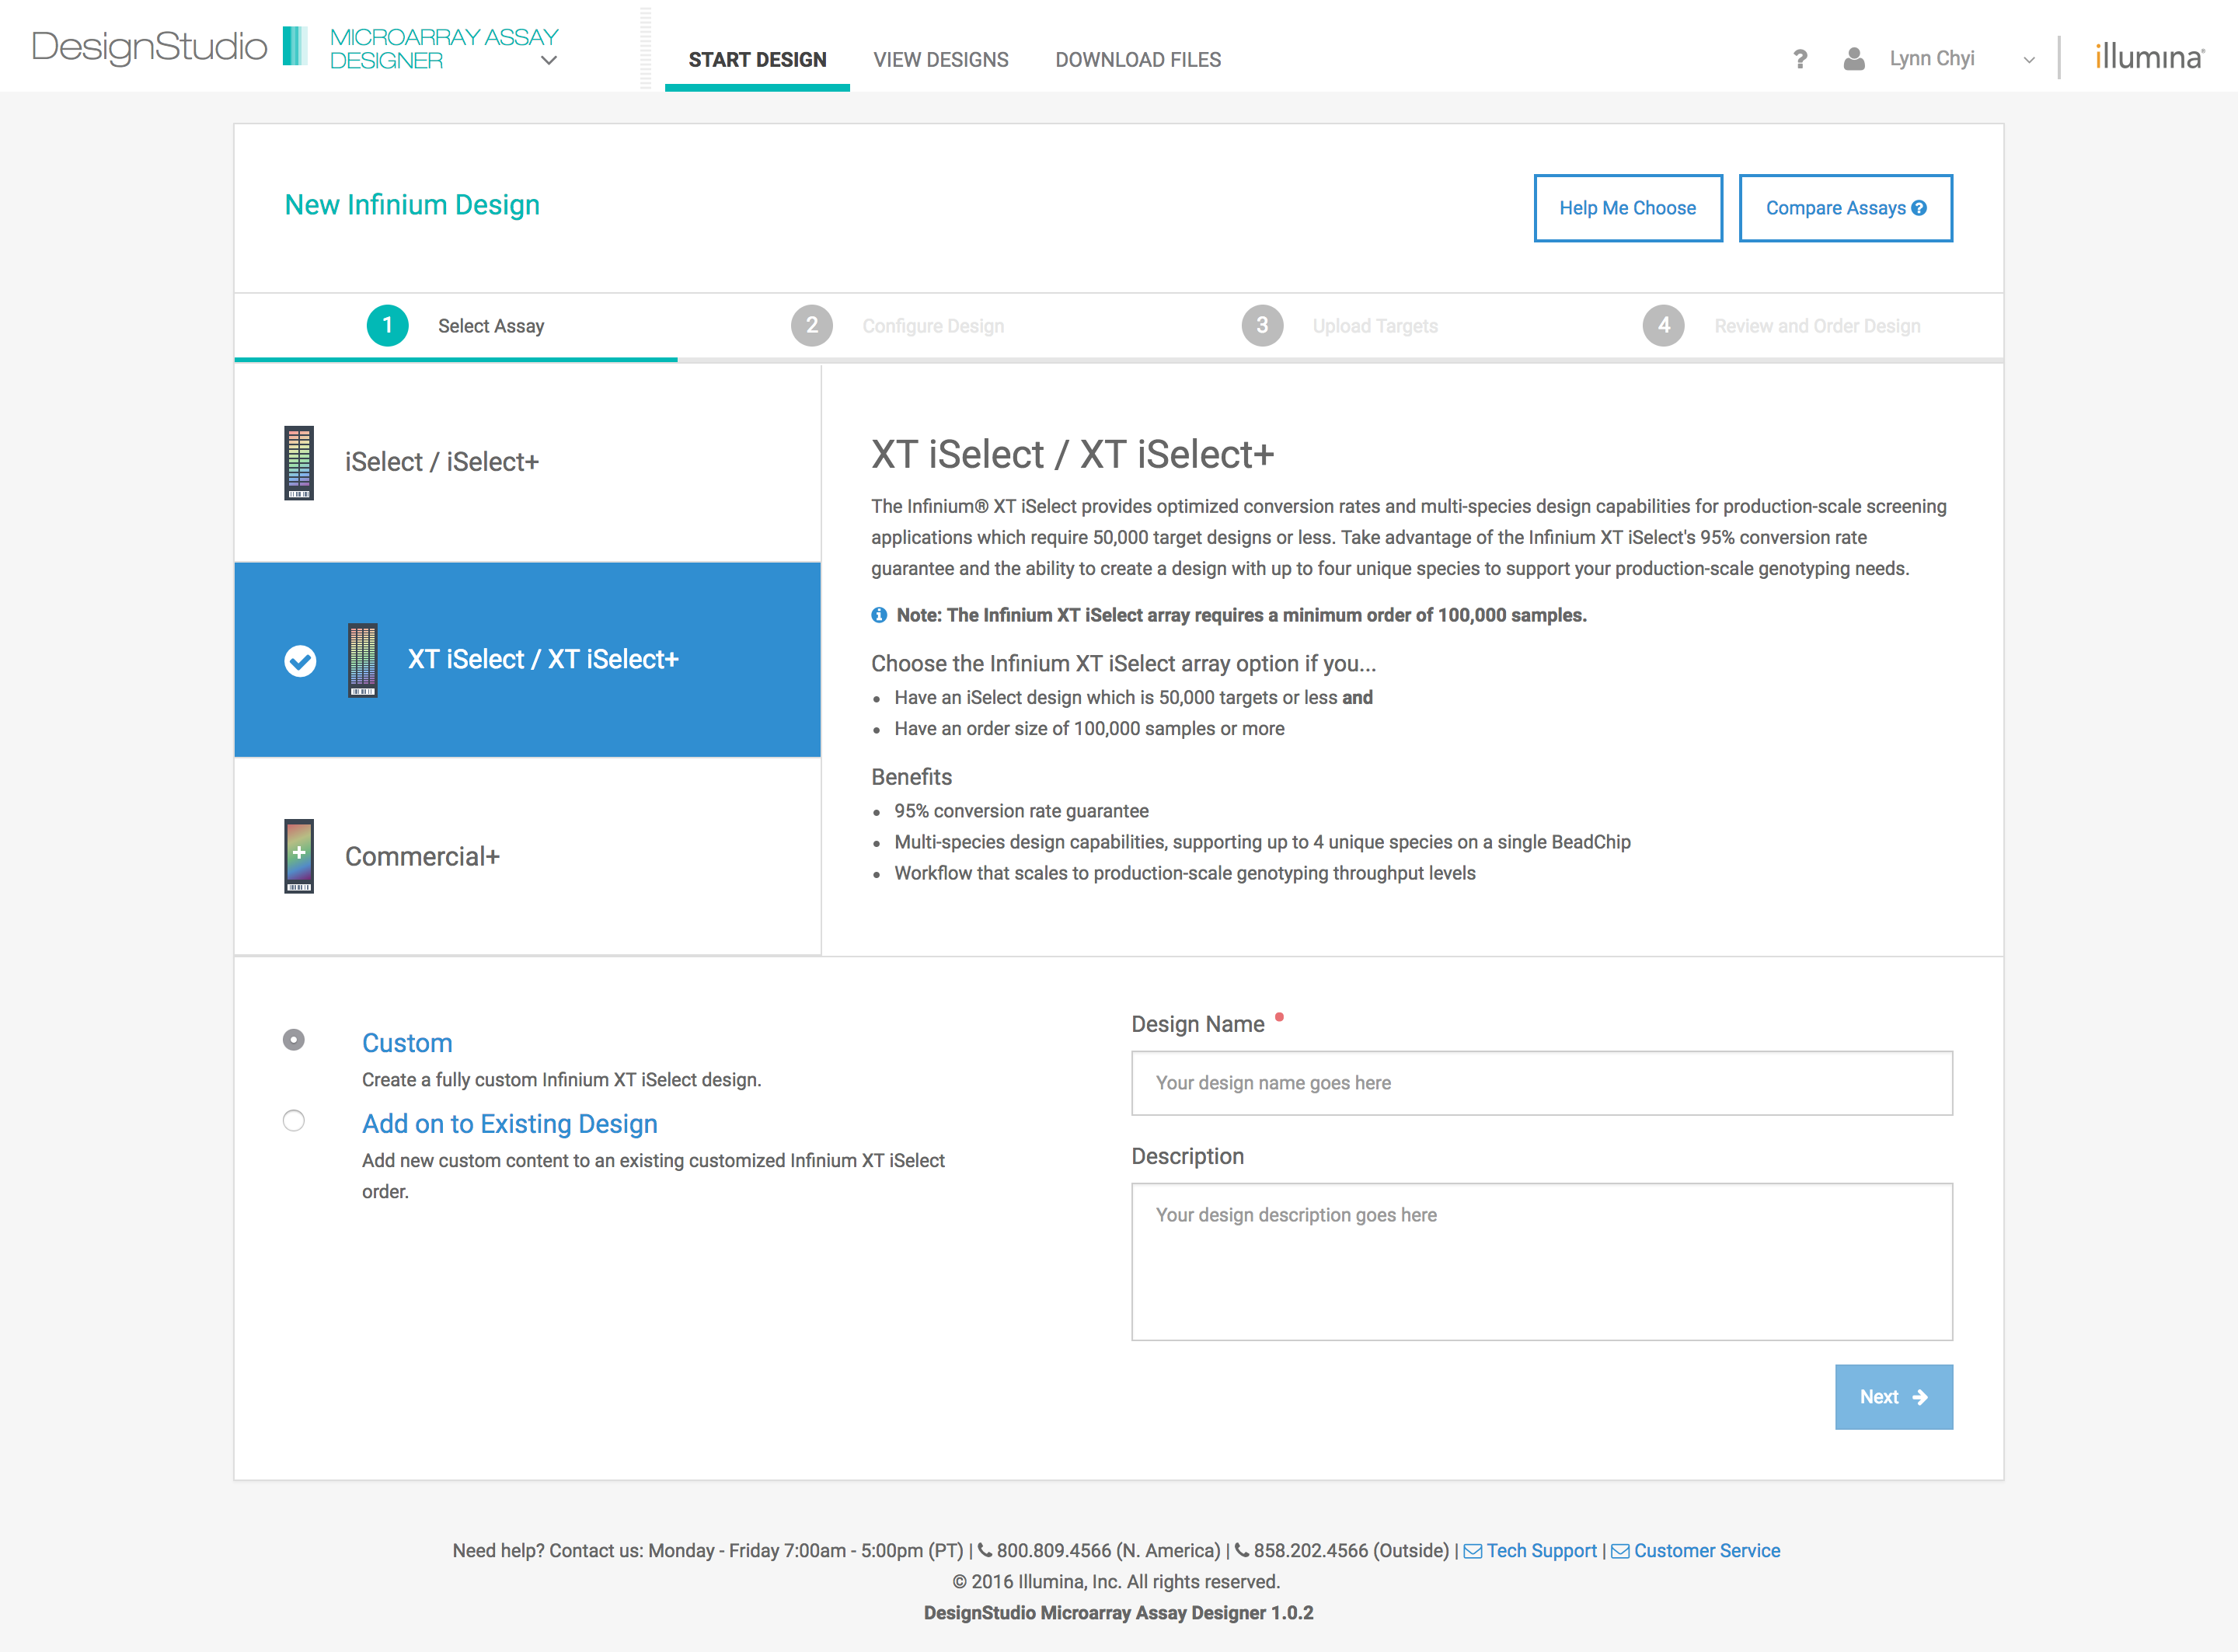 DesignStudio
MICROARRAY ASSAY
DESIGNER
START DESIGN
VIEW DESIGNS
DOWNLOAD FILES
?
Lynn Chyi
illumina®
New Infinium Design
Help Me Choose
Compare Assays ?
1 Select Assay
2 Configure Design
3 Upload Targets
4 Review and Order Design
iSelect / iSelect+
XT iSelect / XT iSelect+
Commercial+
XT iSelect / XT iSelect+
The Infinium® XT iSelect provides optimized conversion rates and multi-species design capabilities for production-scale screening
applications which require 50,000 target designs or less. Take advantage of the Infinium XT iSelect's 95% conversion rate
guarantee and the ability to create a design with up to four unique species to support your production-scale genotyping needs.
Note: The Infinium XT iSelect array requires a minimum order of 100,000 samples.
Choose the Infinium XT iSelect array option if you...
• Have an iSelect design which is 50,000 targets or less and
• Have an order size of 100,000 samples or more
Benefits
• 95% conversion rate guarantee
• Multi-species design capabilities, supporting up to 4 unique species on a single BeadChip
• Workflow that scales to production-scale genotyping throughput levels
Custom
Create a fully custom Infinium XT iSelect design.
Add on to Existing Design
Add new custom content to an existing customized Infinium XT iSelect
order.
Design Name
Your design name goes here
Description
Your design description goes here
Next
Need help? Contact us: Monday - Friday 7:00am - 5:00pm (PT) | 800.809.4566 (N. America) | 858.202.4566 (Outside) | Tech Support | Customer Service
© 2016 Illumina, Inc. All rights reserved.
DesignStudio Microarray Assay Designer 1.0.2